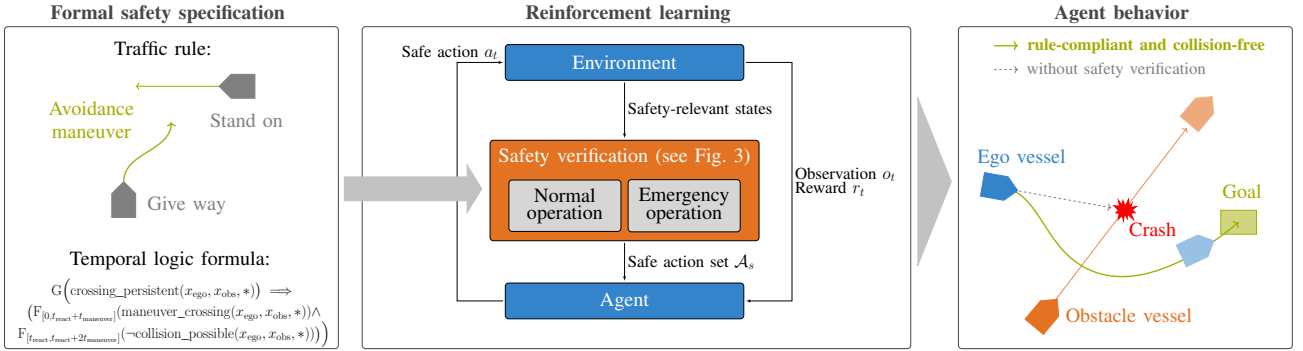 Formal safety specification
Traffic rule:
Avoidance
maneuver
Stand on
Give way
Temporal logic formula:
G(crossing_persistent(x_ego, x_obs, *)) ⟹
(F_[0,t_react+t_maneuver](maneuver_crossing(x_ego, x_obs, *))∧
F_[t_react,t_react+2t_maneuver](¬collision_possible(x_ego, x_obs, *))))
Reinforcement learning
Safe action a_t
Environment
Safety-relevant states
Safety verification (see Fig. 3)
Normal
operation
Emergency
operation
Observation o_t
Reward r_t
Safe action set A_s
Agent
Agent behavior
rule-compliant and collision-free
without safety verification
Ego vessel
Goal
Crash
Obstacle vessel